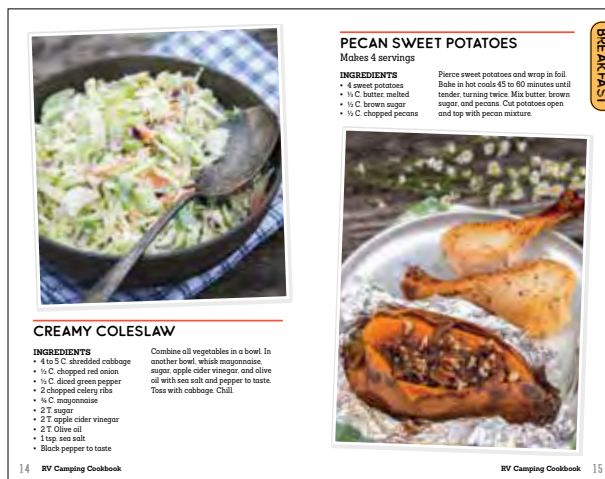 CREAMY COLESLAW
INGREDIENTS
• 4 to 5 C. shredded cabbage
• ½ C. chopped red onion
• ½ C. diced green pepper
• 2 chopped celery ribs
• ¾ C. mayonnaise
• 2 T. sugar
• 2 T. apple cider vinegar
• 2 T. Olive oil
• 1 tsp. sea salt
• Black pepper to taste
Combine all vegetables in a bowl. In
another bowl, whisk mayonnaise,
sugar, apple cider vinegar, and olive
oil with sea salt and pepper to taste.
Toss with cabbage. Chill.
14 RV Camping Cookbook
PECAN SWEET POTATOES
Makes 4 servings
INGREDIENTS
• 4 sweet potatoes
• C. butter, melted
• ½ C. brown sugar
• ½ C. chopped pecans
Pierce sweet potatoes and wrap in foil.
Bake in hot coals 45 to 60 minutes until
tender, turning twice. Mix butter, brown
sugar, and pecans. Cut potatoes open
and top with pecan mixture.
BREAKFAST
RV Camping Cookbook 15